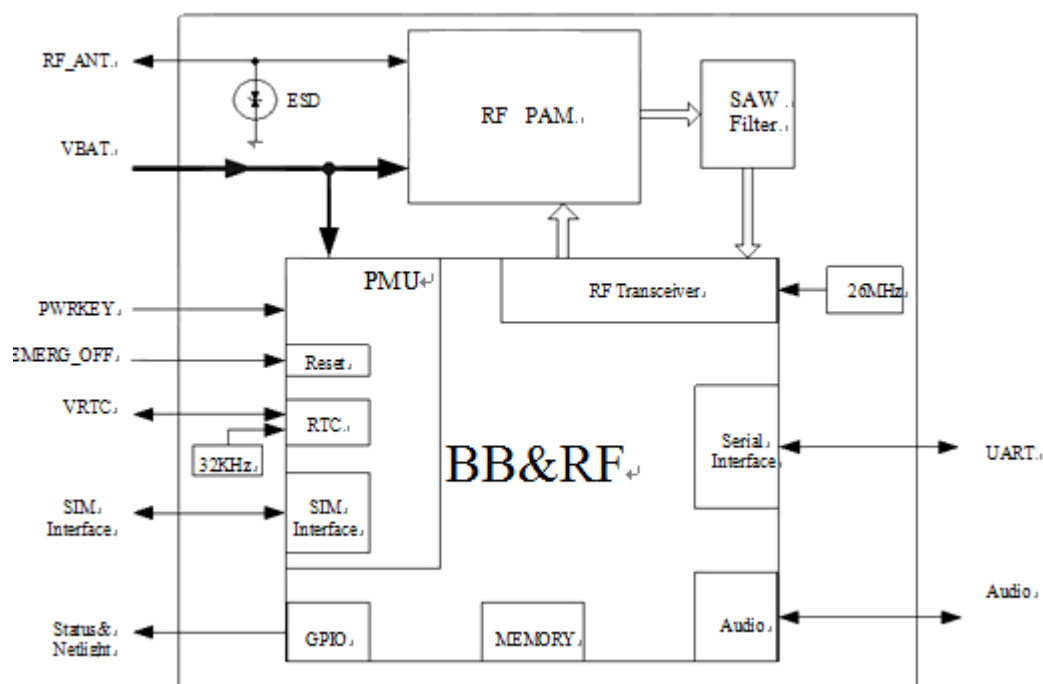 RF_ANT.
ESD
RF PAM.
SAW.
Filter.
VBAT.
PMU
RF Transceiver
26MHz
PWRKEY
EMERG_OFF
Reset
VRTC
RTC.
32KHz
BB&RF
Serial
Interface
UART.
SIM
Interface
SIM
Interface
Status&
Netlight
GPIO
MEMORY
Audio
Audio